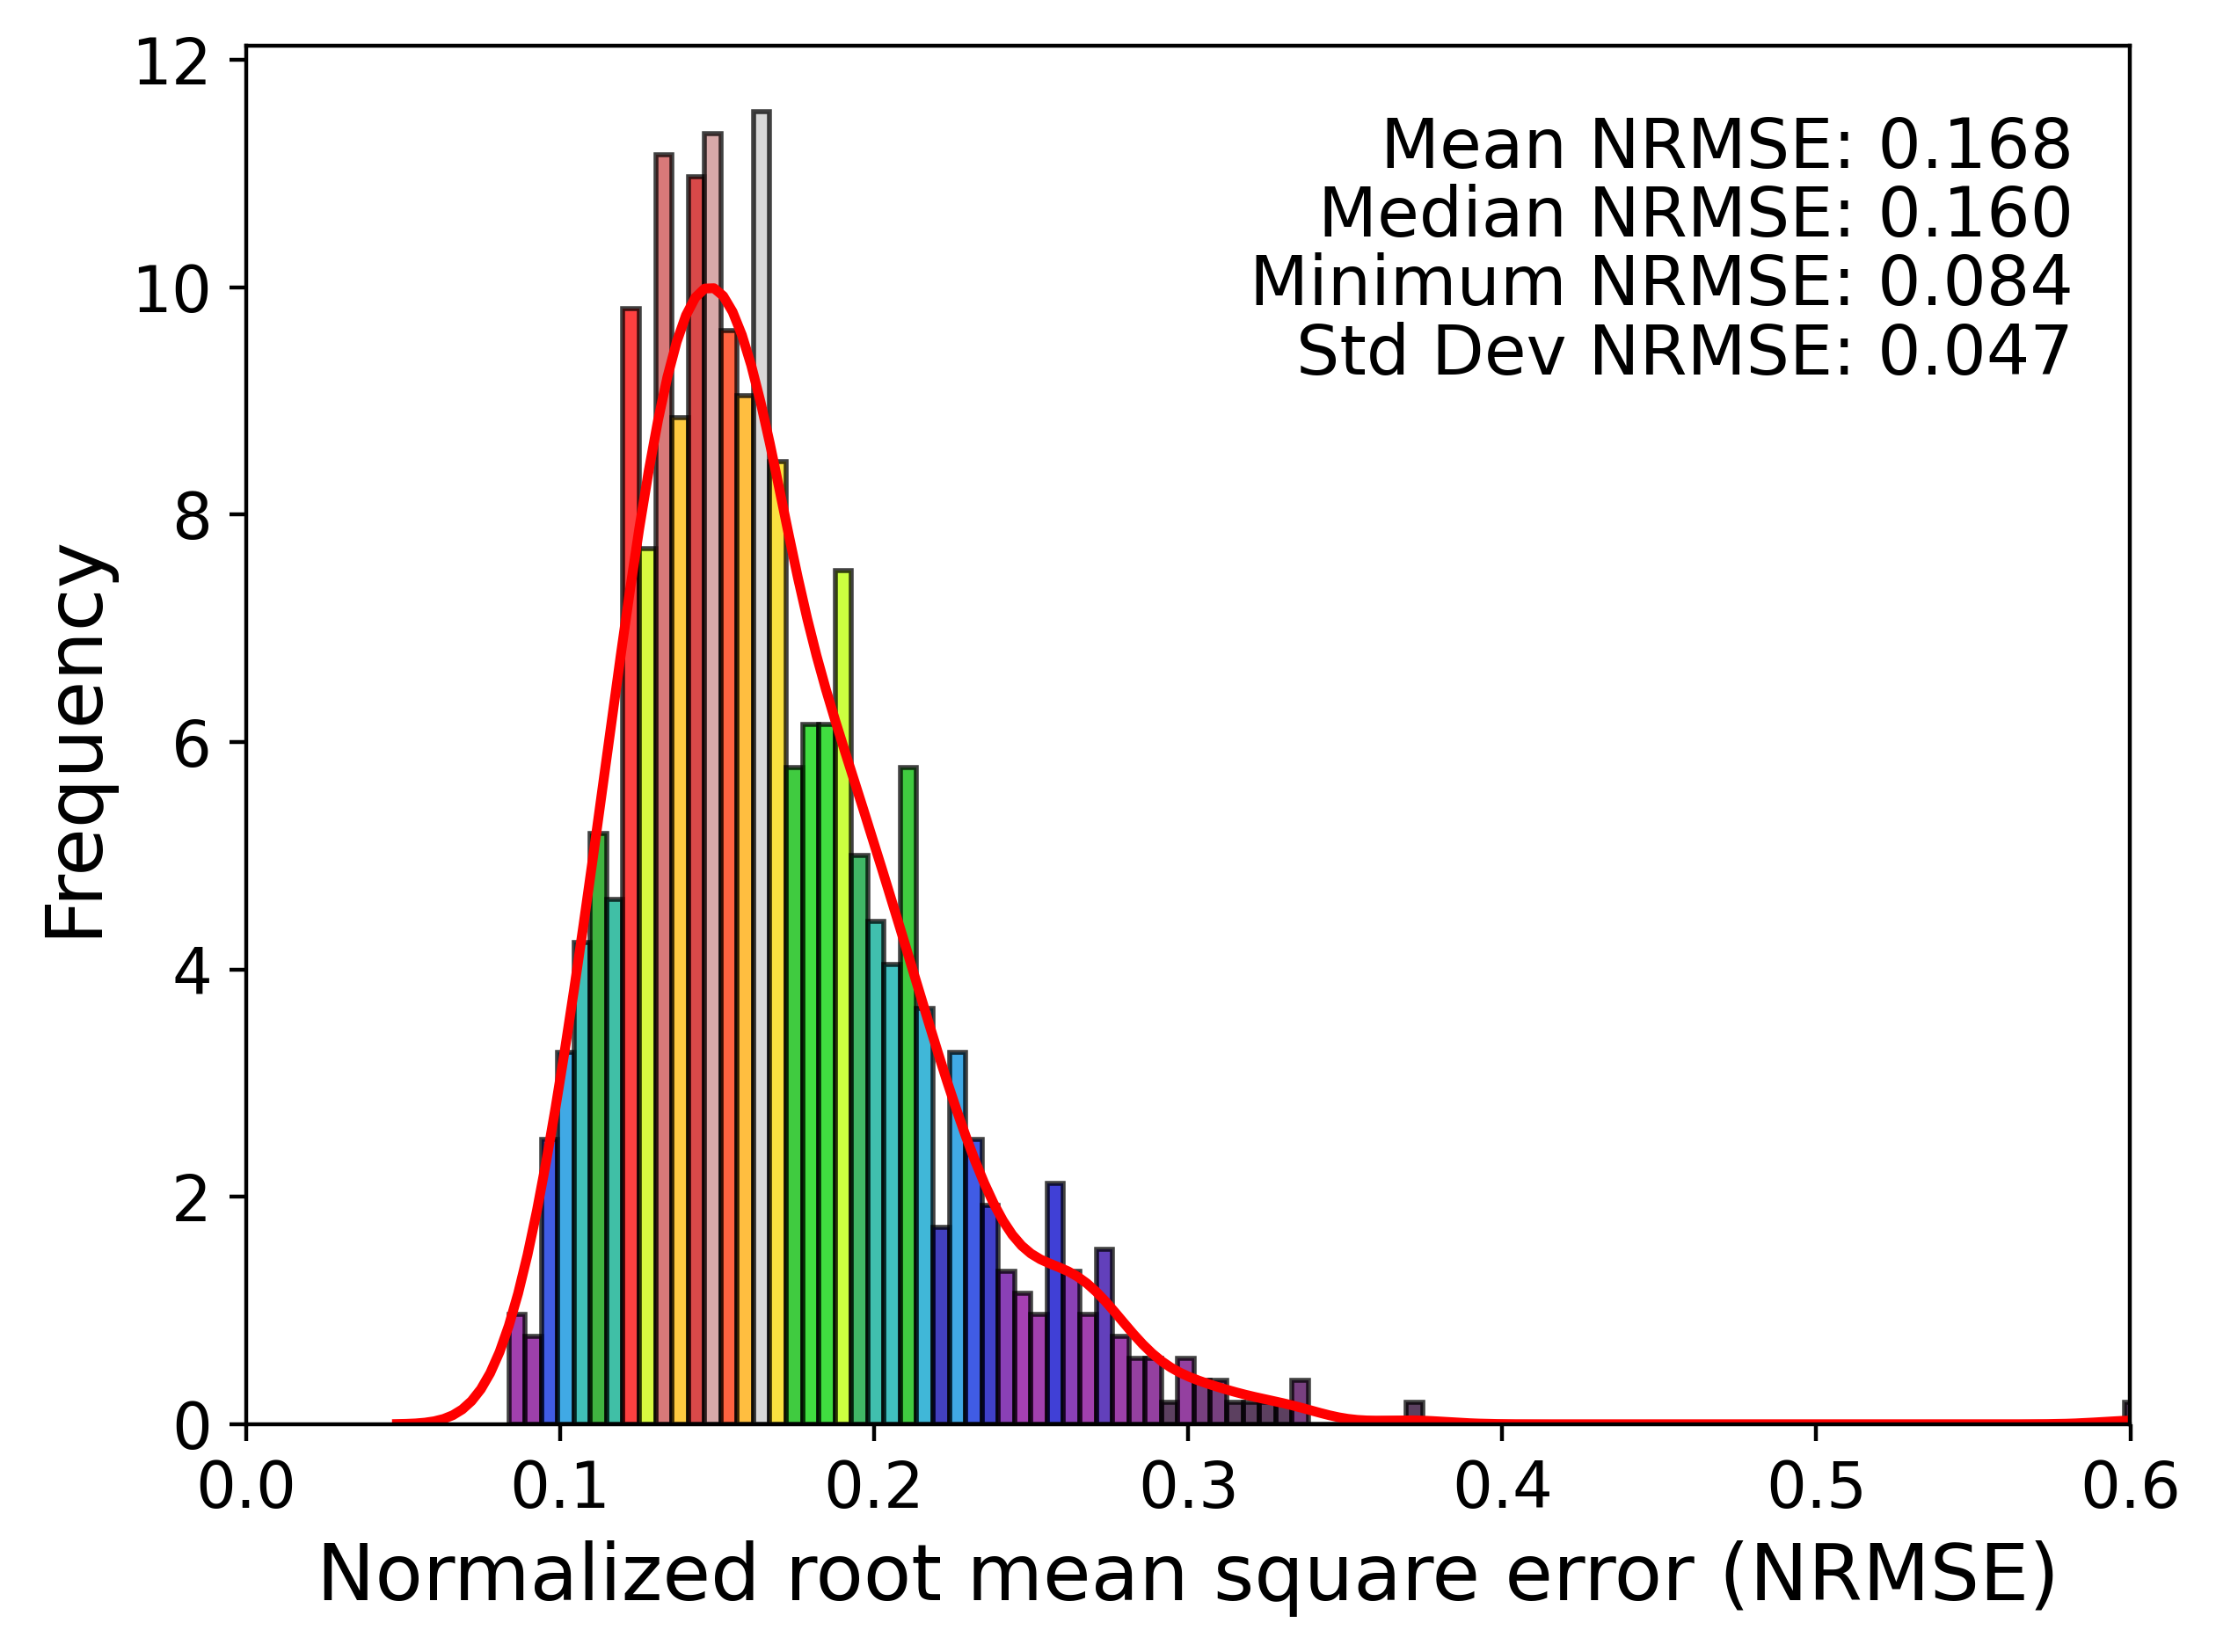 12
10
8
6
4
2
0
Frequency
Mean NRMSE: 0.168
Median NRMSE: 0.160
Minimum NRMSE: 0.084
Std Dev NRMSE: 0.047
0.0 0.1 0.2 0.3 0.4 0.5 0.6
Normalized root mean square error (NRMSE)